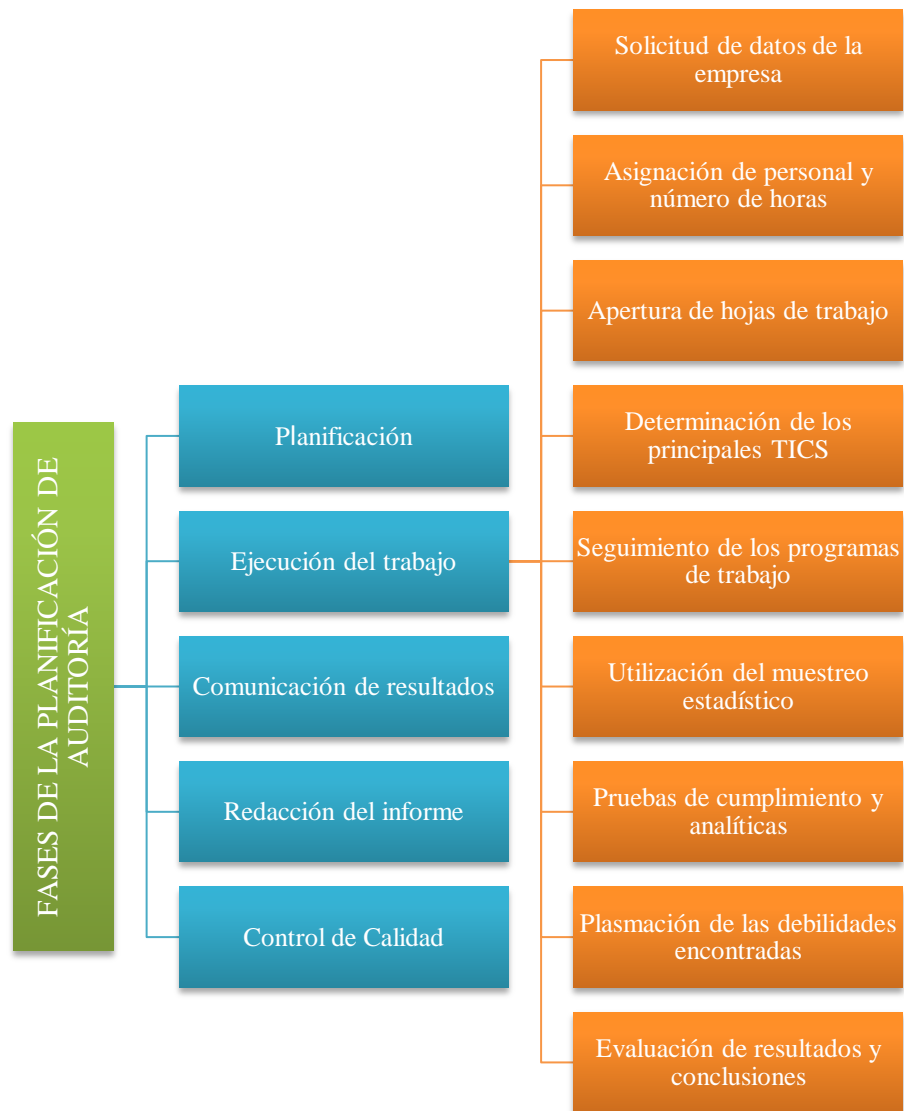 FASES DE LA PLANIFICACIÓN DE
AUDITORÍA
Planificación
Ejecución del trabajo
Comunicación de resultados
Redacción del informe
Control de Calidad
Solicitud de datos de la
empresa
Asignación de personal y
número de horas
Apertura de hojas de trabajo
Determinación de los
principales TICS
Seguimiento de los programas
de trabajo
Utilización del muestreo
estadístico
Pruebas de cumplimiento y
analíticas
Plasmación de las debilidades
encontradas
Evaluación de resultados y
conclusiones